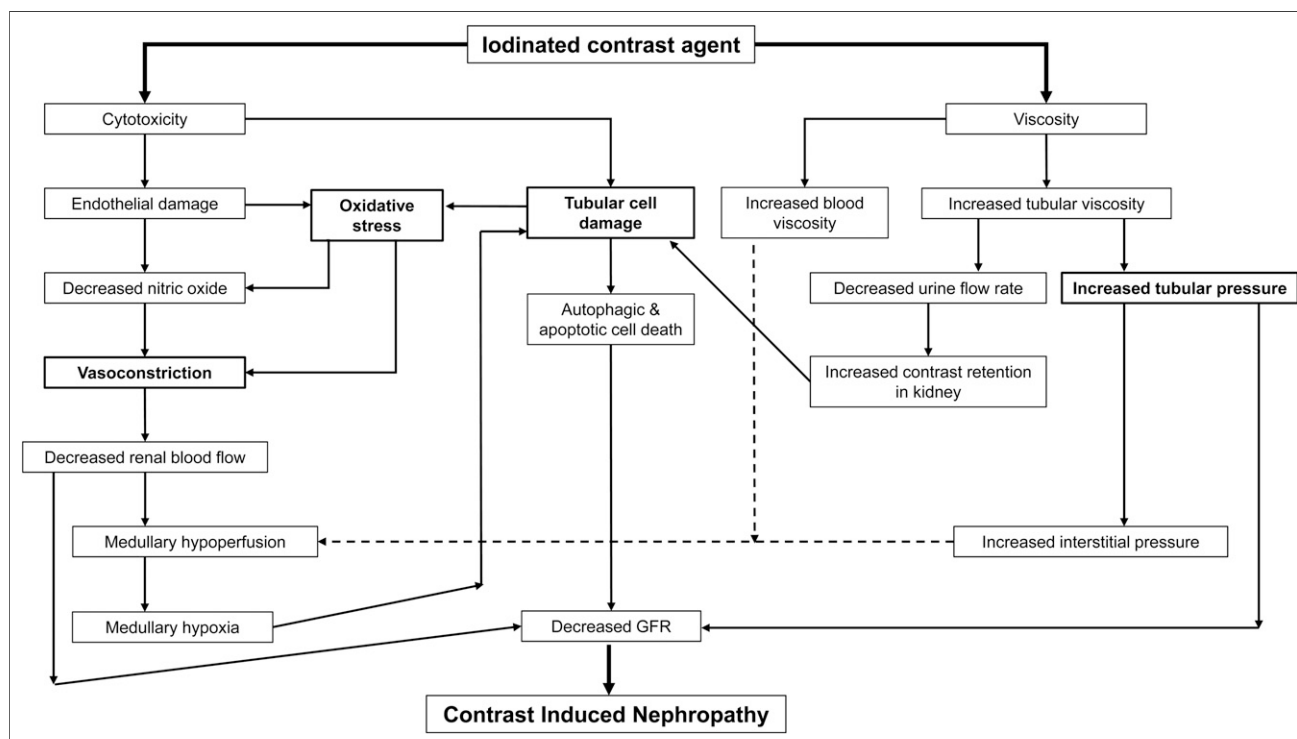 Iodinated contrast agent
Cytotoxicity
Viscosity
Endothelial damage
Oxidative
stress
Tubular cell
damage
Increased blood
viscosity
Increased tubular viscosity
Decreased nitric oxide
Autophagic &
apoptotic cell death
Decreased urine flow rate
Increased tubular pressure
Vasoconstriction
Increased contrast retention
in kidney
Decreased renal blood flow
Medullary hypoperfusion
Increased interstitial pressure
Medullary hypoxia
Decreased GFR
Contrast Induced Nephropathy